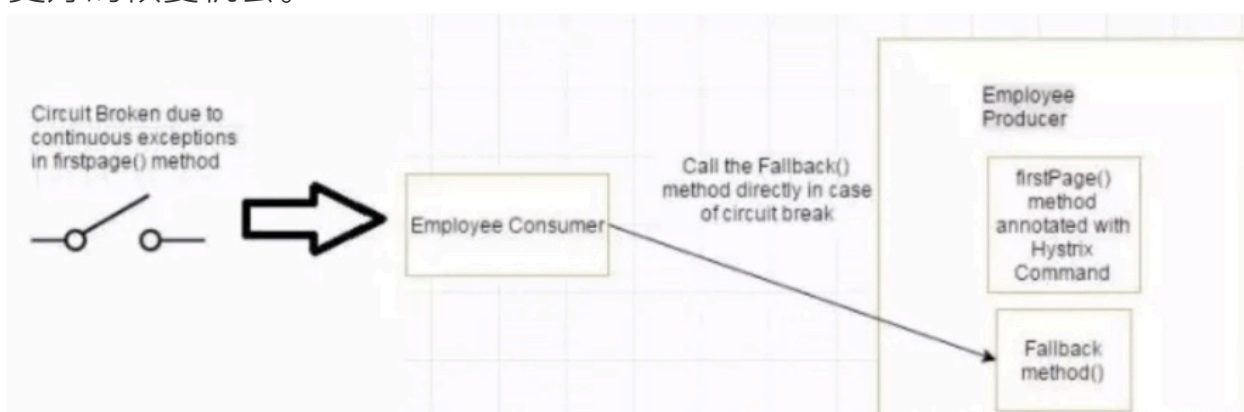 Circuit Broken due to
continuous exceptions
in firstpage() method
Employee Consumer
Call the Fallback()
method directly in case
of circuit break
Employee
Producer
firstPage()
method
annotated with
Hystrix
Command
Fallback
method()